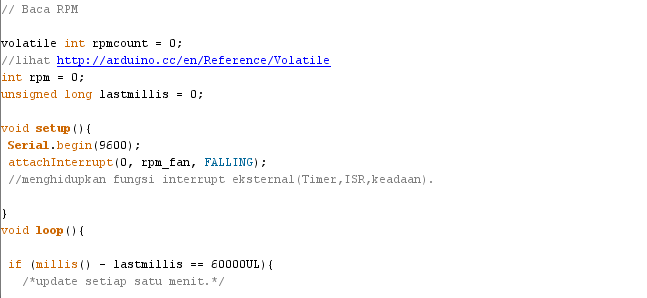 // Baca RPM
volatile int rpmcount = 0;
//lihat http://arduino.cc/en/Reference/Volatile
int rpm = 0;
unsigned long lastmillis = 0;
void setup(){
Serial.begin(9600);
attachInterrupt(0, rpm_fan, FALLING);
//menghidupkan fungsi interrupt eksternal(Timer,ISR,keadaan).
}
void loop(){
if (millis() - lastmillis == 60000UL){
/*update setiap satu menit.*/